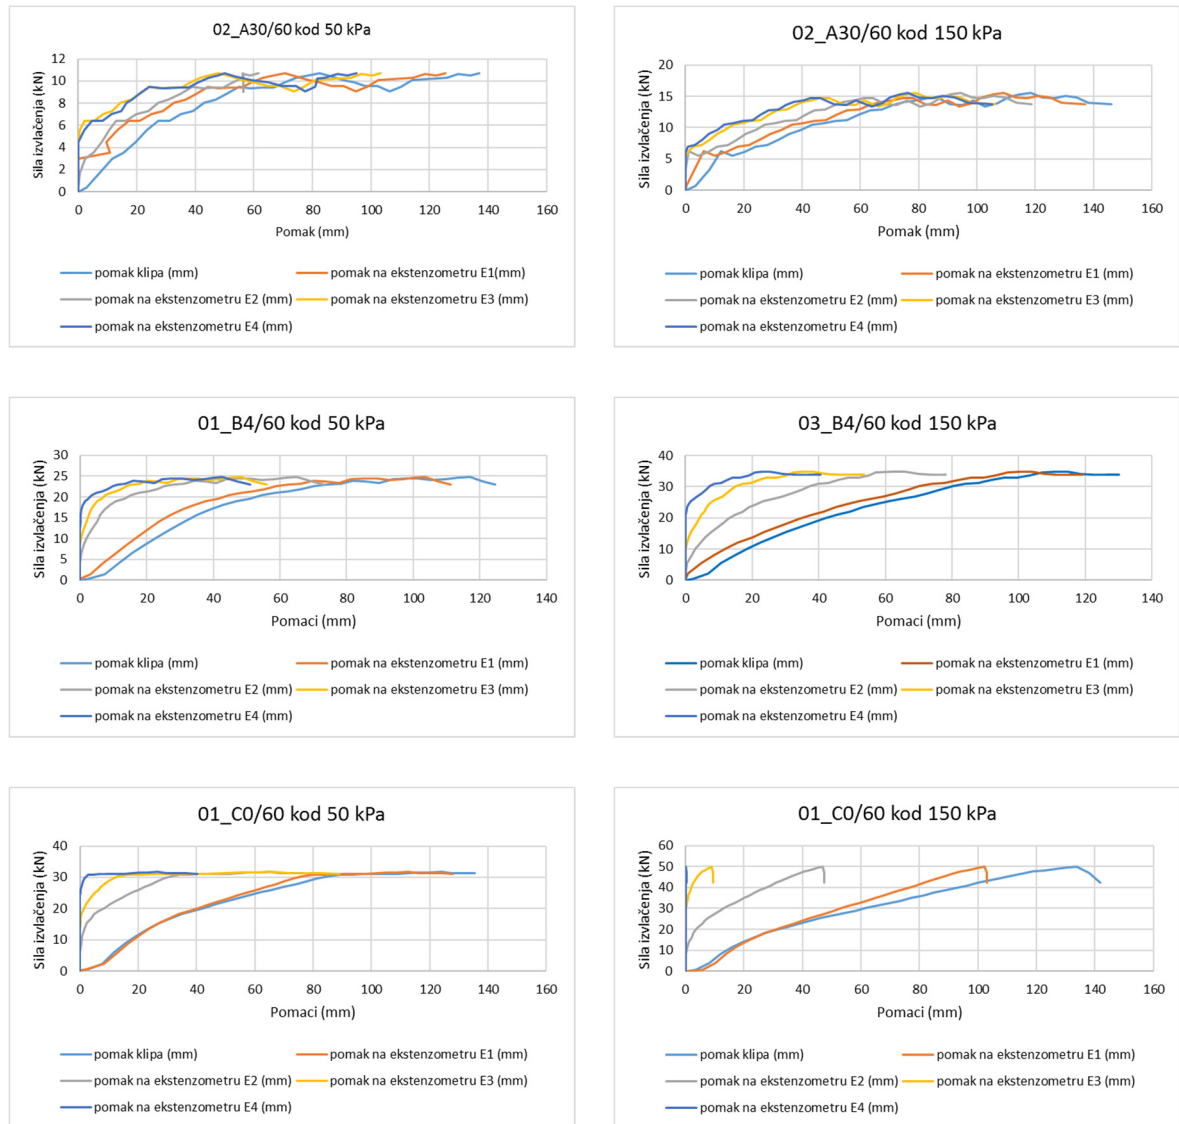 02_A30/60 kod 50 kPa
Sila izvlačenja (kN)
12
10
8
6
4
2
0
0 20 40 60 80 100 120 140 160
Pomak (mm)
pomak klipa (mm) pomak na ekstenzometru E1(mm)
pomak na ekstenzometru E2 (mm) pomak na ekstenzometru E3 (mm)
pomak na ekstenzometru E4 (mm)
02_A30/60 kod 150 kPa
Sila izvlačenja (kN)
20
15
10
5
0
0 20 40 60 80 100 120 140 160
Pomak (mm)
pomak klipa (mm) pomak na ekstenzometru E1 (mm)
pomak na ekstenzometru E2 (mm) pomak na ekstenzometru E3 (mm)
pomak na ekstenzometru E4 (mm)
01_B4/60 kod 50 kPa
Sila izvlačenja (kN)
30
25
20
15
10
5
0
0 20 40 60 80 100 120 140
Pomaci (mm)
pomak klipa (mm) pomak na ekstenzometru E1 (mm)
pomak na ekstenzometru E2 (mm) pomak na ekstenzometru E3 (mm)
pomak na ekstenzometru E4 (mm)
03_B4/60 kod 150 kPa
Sila izvlačenja (kN)
40
30
20
10
0
0 20 40 60 80 100 120 140
Pomaci (mm)
pomak klipa (mm) pomak na ekstenzometru E1 (mm)
pomak na ekstenzometru E2 (mm) pomak na ekstenzometru E3 (mm)
pomak na ekstenzometru E4 (mm)
01_C0/60 kod 50 kPa
Sila izvlačenja (kN)
40
30
20
10
0
0 20 40 60 80 100 120 140 160
Pomaci (mm)
pomak klipa (mm) pomak na ekstenzometru E1 (mm)
pomak na ekstenzometru E2 (mm) pomak na ekstenzometru E3 (mm)
pomak na ekstenzometru E4 (mm)
01_C0/60 kod 150 kPa
Sila izvlačenja (kN)
60
50
40
30
20
10
0
0 20 40 60 80 100 120 140 160
Pomaci (mm)
pomak klipa (mm) pomak na ekstenzometru E1 (mm)
pomak na ekstenzometru E2 (mm) pomak na ekstenzometru E3 (mm)
pomak na ekstenzometru E4 (mm)